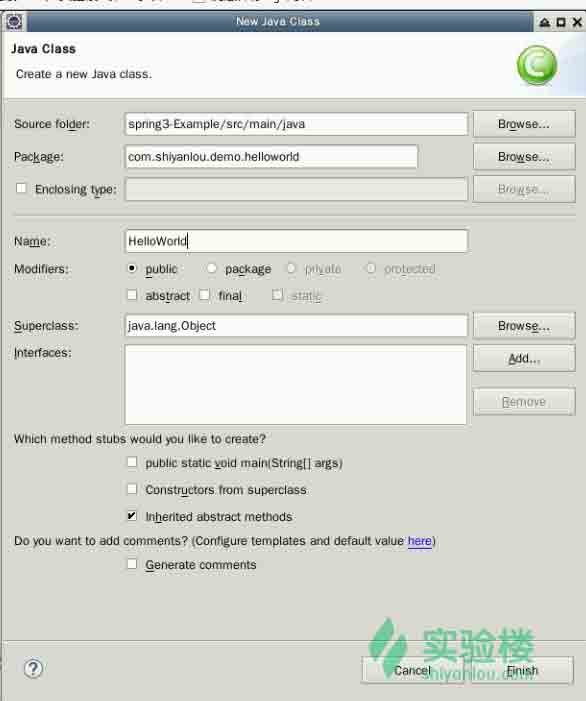 New Java Class
Java Class
Create a new Java class.
C
Source folder: spring3-Example/src/main/java Browse...
Package: com.shiyanlou.demo.helloworld Browse...
Enclosing type: Browse...
Name: HelloWorld
Modifiers: public package private protected
abstract final static
Superclass: java.lang.Object Browse...
Interfaces: Add...
Remove
Which method stubs would you like to create?
public static void main(String[] args)
Constructors from superclass
Inherited abstract methods
Do you want to add comments? (Configure templates and default value here)
Generate comments
实验楼
? Cancel Finish
shiyanlou.com